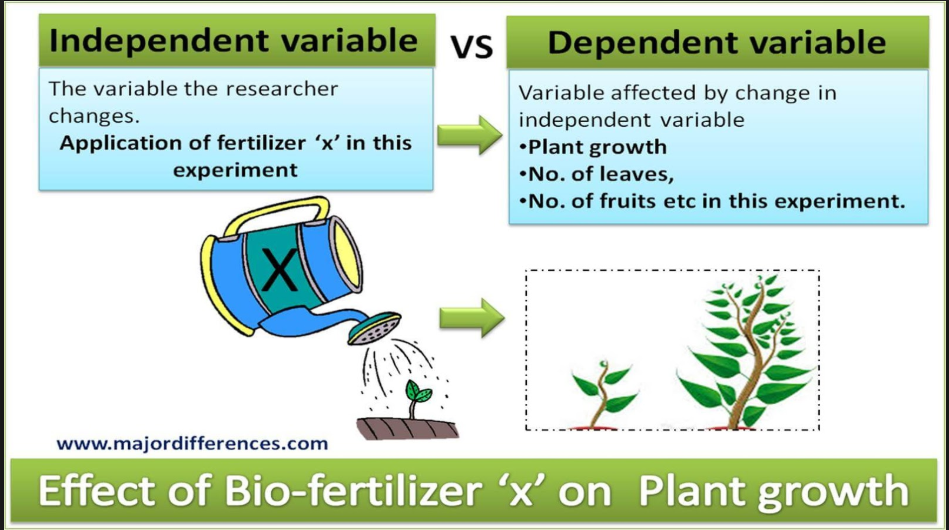 Independent variable
VS
Dependent variable
The variable the researcher
changes.
Application of fertilizer ‘x’ in this
experiment
Variable affected by change in
independent variable
•Plant growth
•No. of leaves,
•No. of fruits etc in this experiment.
X
www.majordifferences.com
Effect of Bio-fertilizer ‘x’ on Plant growth